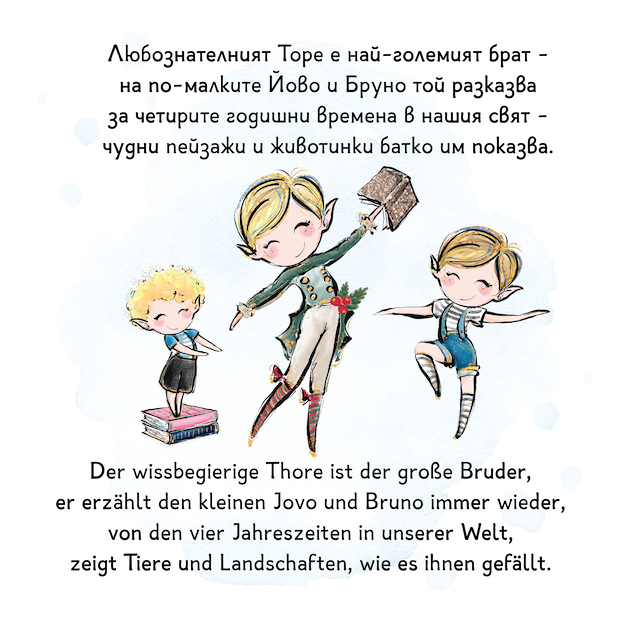 Любознателният Торе е най-големият брат -
на по-малките Йово и Бруно той разказва
за четирите годишни времена в нашия свят -
чудни пейзажи и животинки батко им показва.
Der wissbegierige Thore ist der große Bruder,
er erzählt den kleinen Jovo und Bruno immer wieder,
von den vier Jahreszeiten in unserer Welt,
zeigt Tiere und Landschaften, wie es ihnen gefällt.